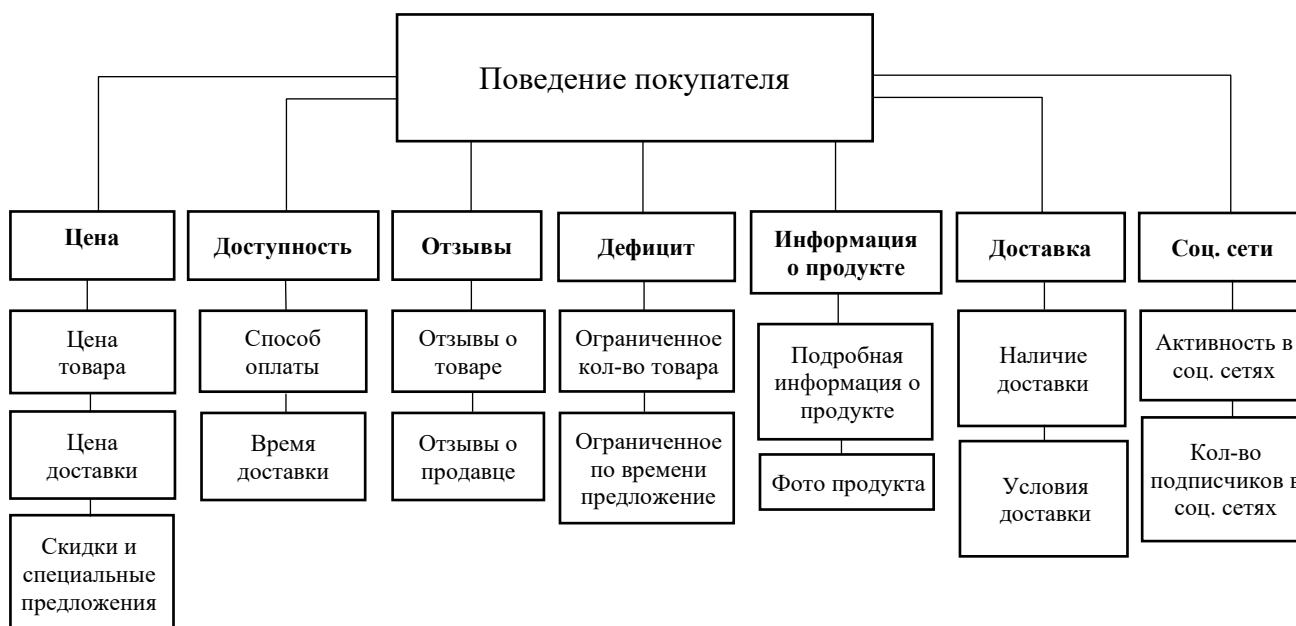 Поведение покупателя
Цена
Цена
товара
Цена
доставки
Скидки и
специальные
предложения
Доступность
Способ
оплаты
Время
доставки
Отзывы
Отзывы о
товаре
Отзывы о
продавце
Дефицит
Ограниченное
кол-во товара
Ограниченное
по времени
предложение
Информация
о продукте
Подробная
информация о
продукте
Фото продукта
Доставка
Наличие
доставки
Условия
доставки
Соц. сети
Активность в
соц. сетях
Кол-во
подписчиков в
соц. сетях